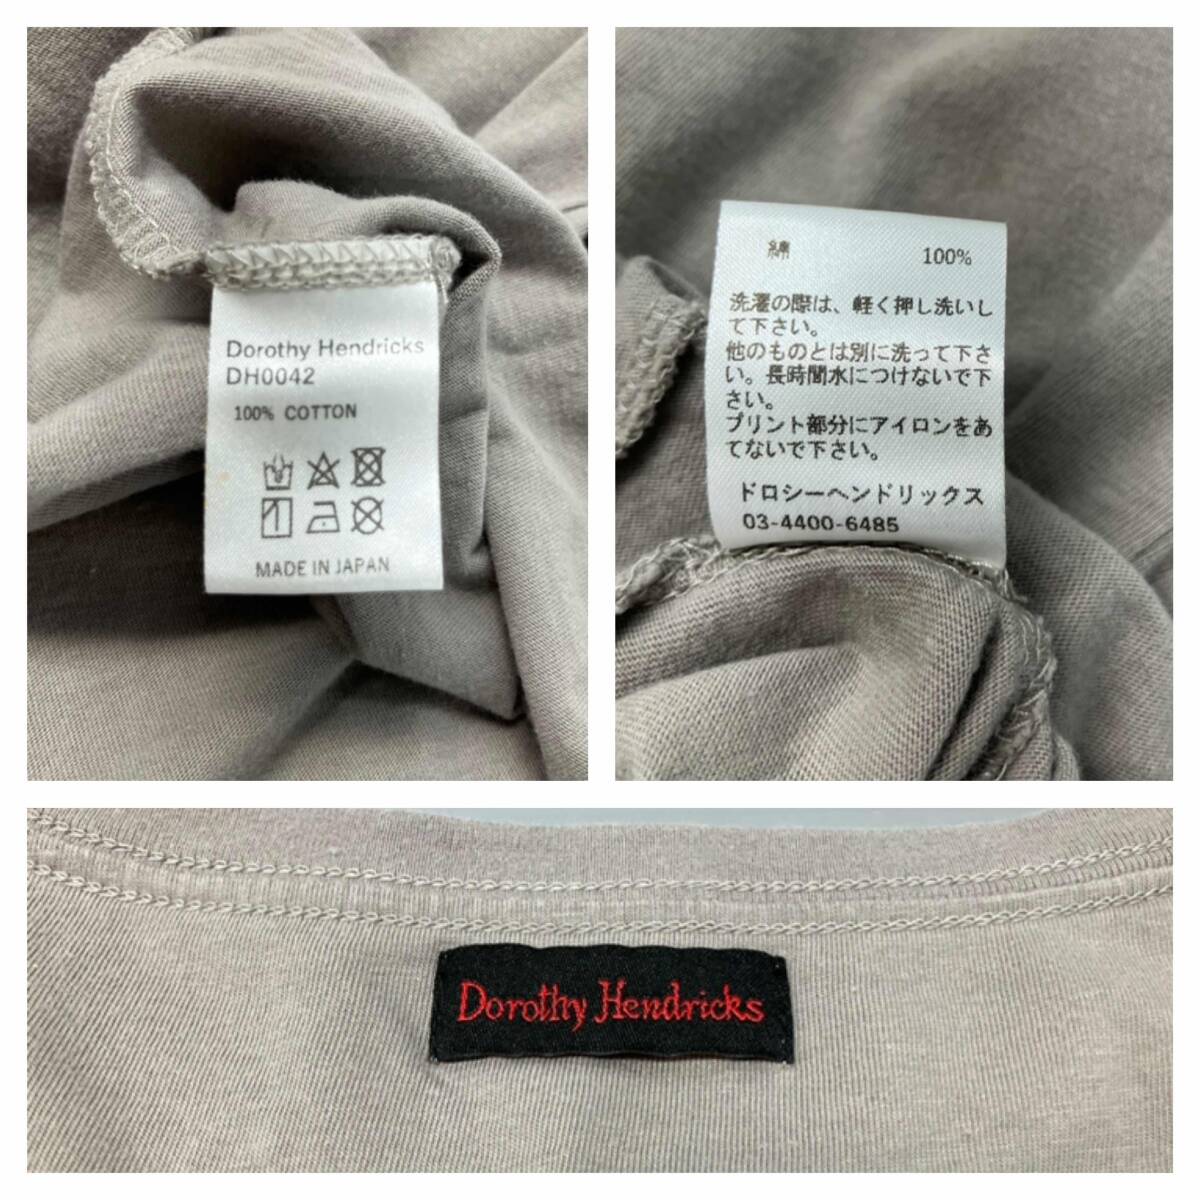 Dorothy Hendricks
DH0042
100% COTTON
MADE IN JAPAN
綿 100%
洗濯の際は、軽く押し洗いし
て下さい。
他のものとは別に洗って下さ
い。長時間水につけないで下
さい。
プリント部分にアイロンをあ
てないで下さい。
ドロシーヘンドリックス
03-4400-6485
Dorothy Hendricks